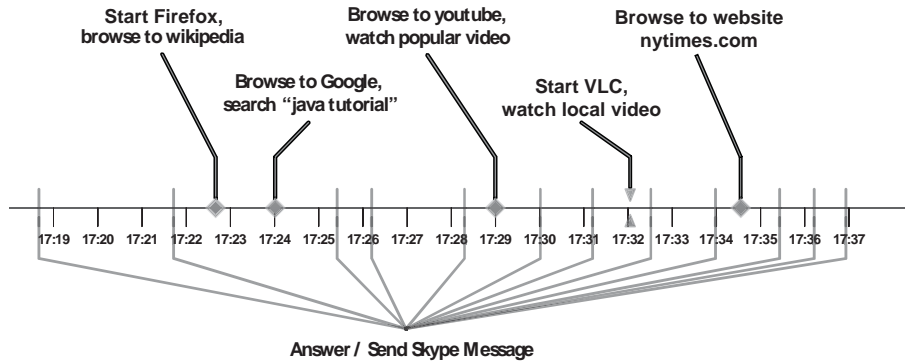 Start Firefox,
browse to wikipedia
Browse to Google,
search “java tutorial”
Browse to youtube,
watch popular video
Start VLC,
watch local video
Browse to website
nytimes.com
17:19 17:20 17:21 17:22 17:23 17:24 17:25 17:26 17:27 17:28 17:29 17:30 17:31 17:32 17:33 17:34 17:35 17:36 17:37
Answer / Send Skype Message